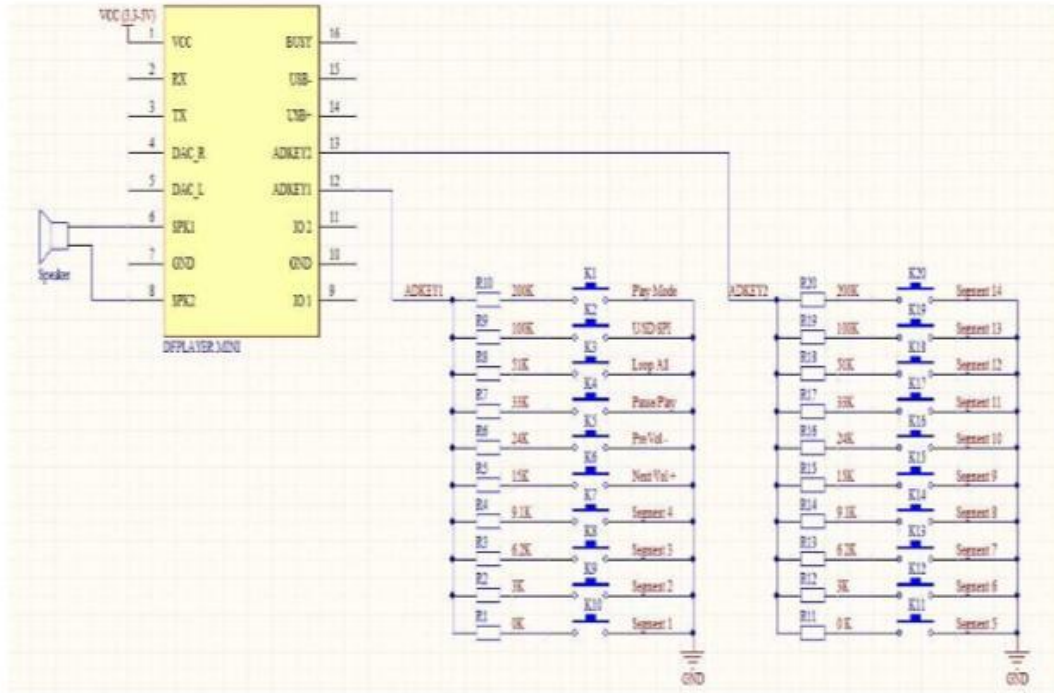 VCC (3.3-5V)
1 VCC BUSY 16
2 RX USB- 15
3 TX USB+ 14
4 DAC_R ADKEY2 13
5 DAC_L ADKEY1 12
6 SPK1 IO 2 11
7 GND GND 10
8 SPK2 IO 1 9
Speaker
DFPLAYER MINI
ADKEY1 R10 200K K1 Play Mode
R9 100K K2 U/SD/SPI
R8 51K K3 Loop All
R7 33K K4 Pause/Play
R6 24K K5 Pre/Vol-
R5 15K K6 Next/Vol+
R4 9.1K K7 Segment 4
R3 6.2K K8 Segment 3
R2 3K K9 Segment 2
R1 0K K10 Segment 1
GND
ADKEY2 R20 200K K20 Segment 14
R19 100K K19 Segment 13
R18 K18 Segment 12
R17 33K K17 Segment 11
R16 24K K16 Segment 10
R15 15K K15 Segment 9
R14 9.1K K14 Segment 8
R13 6.2K K13 Segment 7
R12 3K K12 Segment 6
R11 0K K11 Segment 5
GND